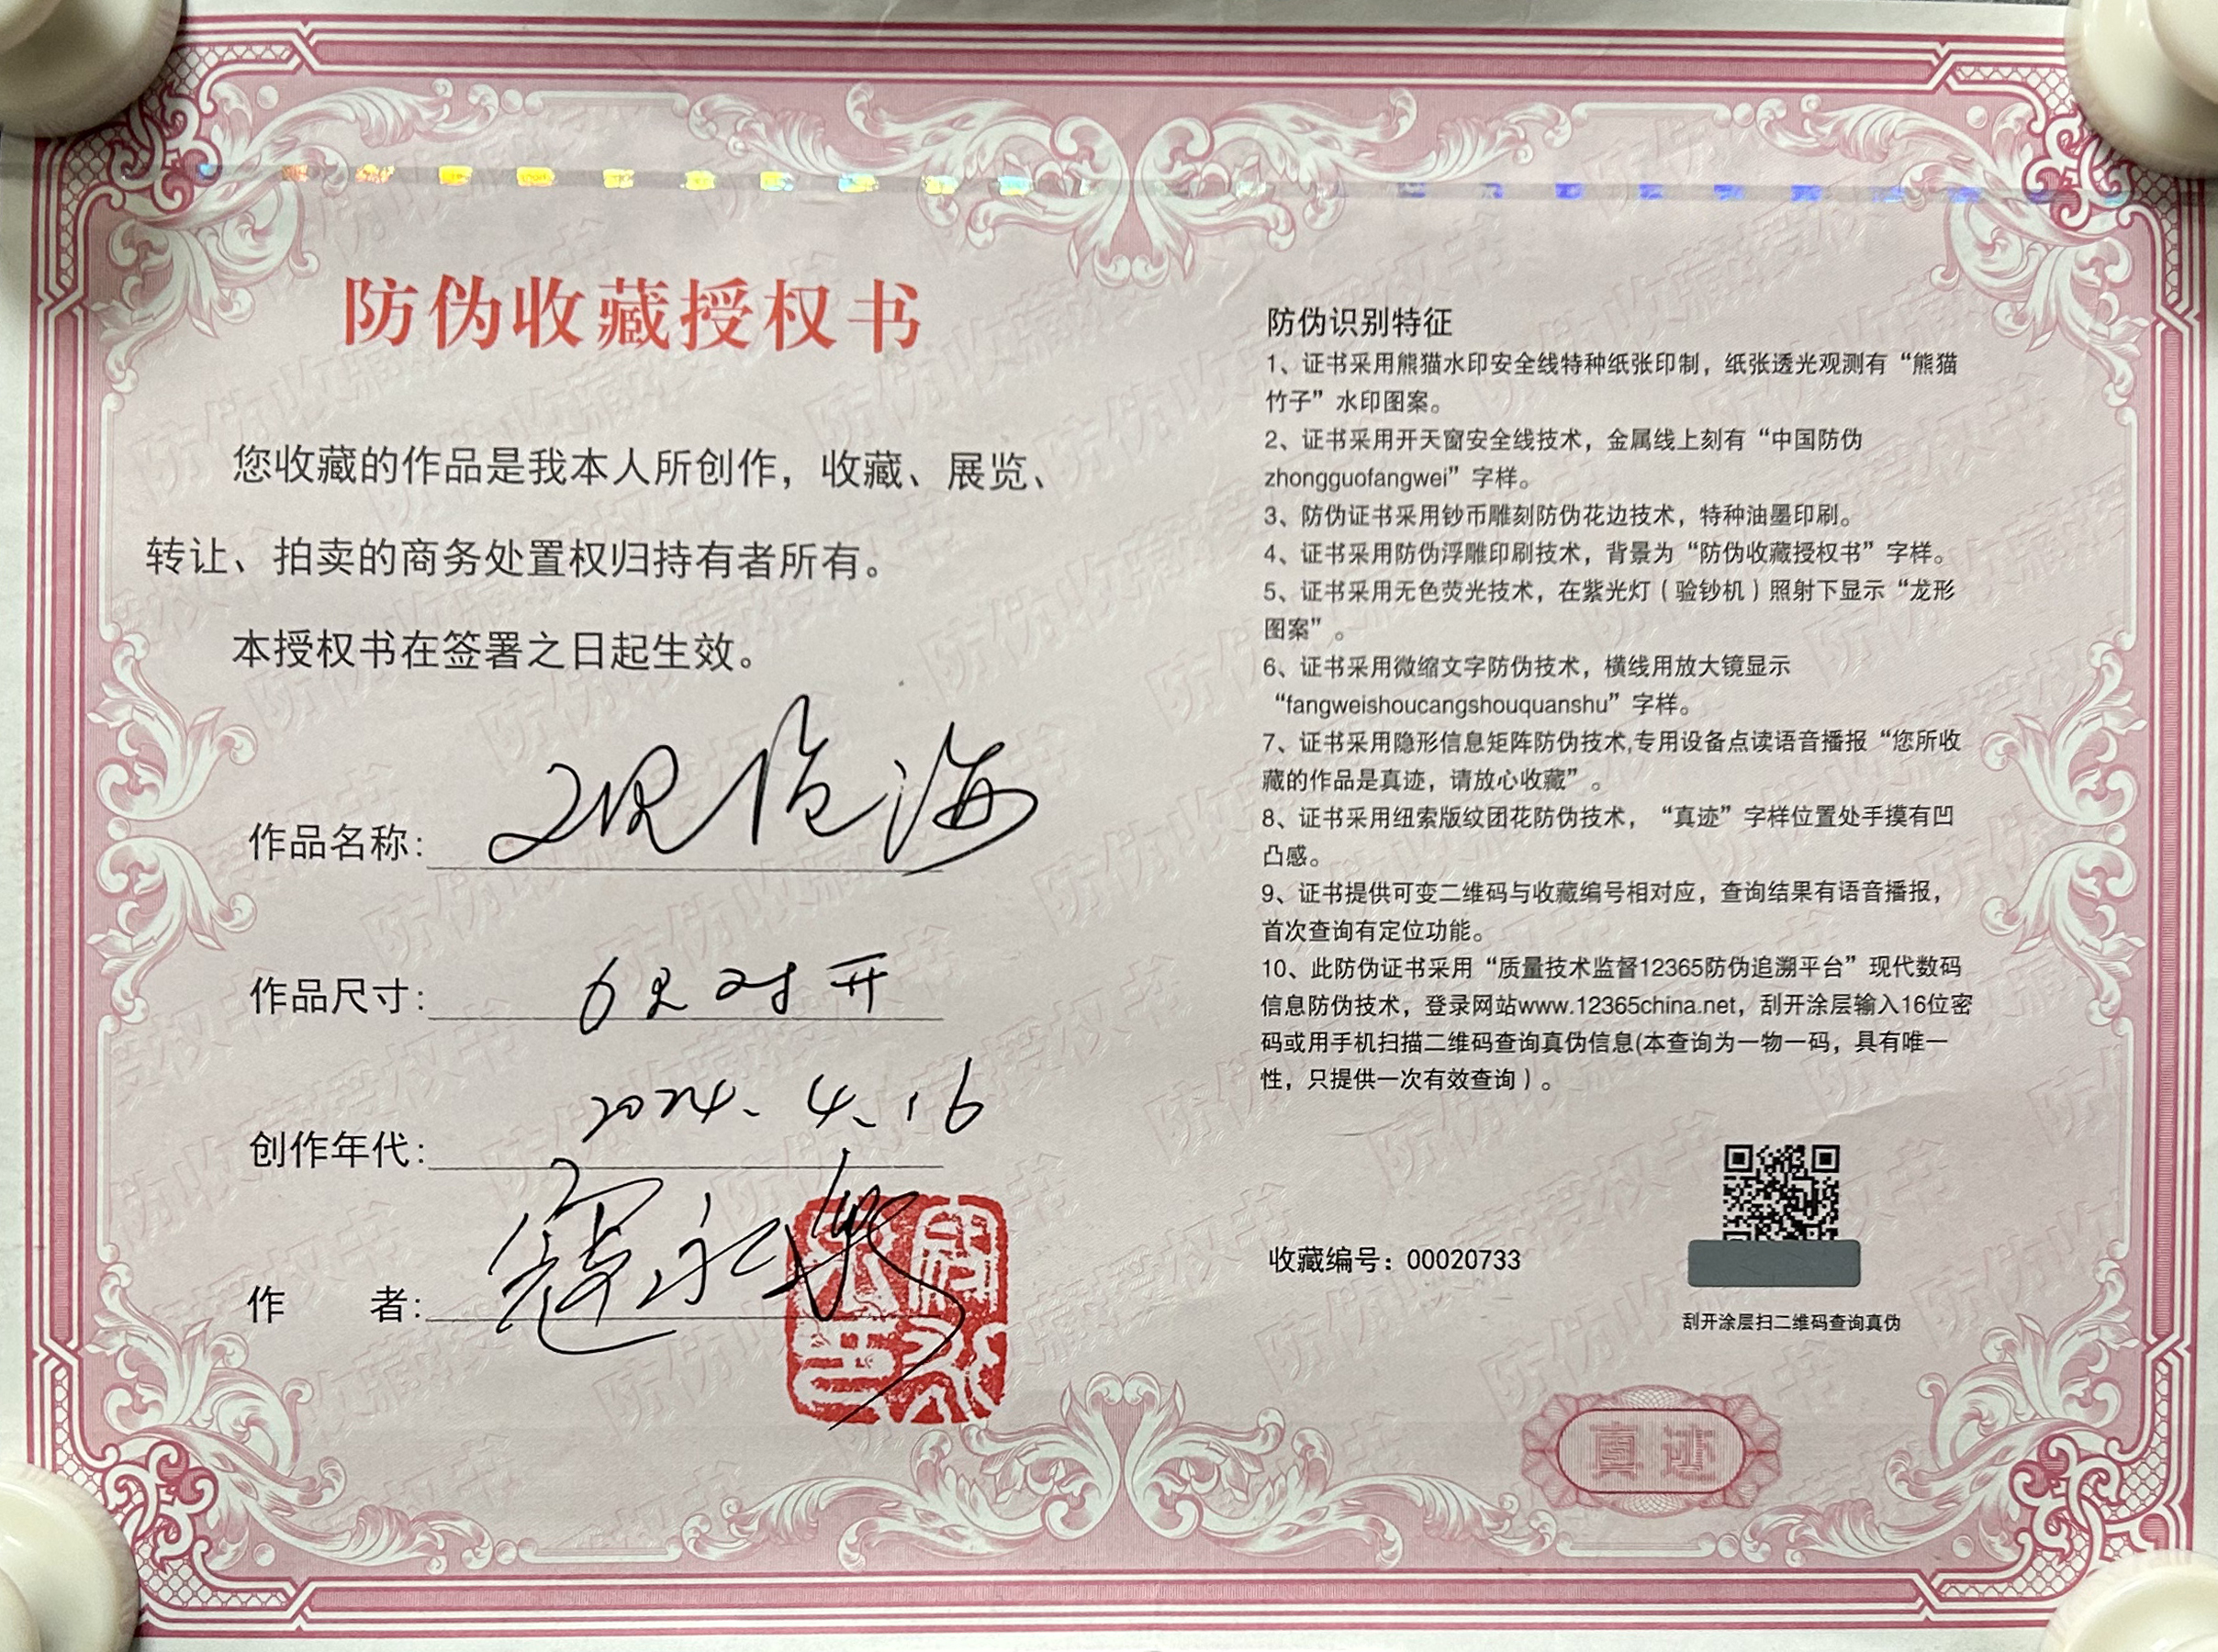 防伪收藏授权书
您收藏的作品是我本人所创作，收藏、展览、
转让、拍卖的商务处置权归持有者所有。
本授权书在签署之日起生效。
作品名称: 观沧海
作品尺寸: 6尺对开
创作年代: 2024.4.16
作　者: 寇永
防伪识别特征
1、证书采用熊猫水印安全线特种纸张印制，纸张透光观测有“熊猫
竹子”水印图案。
2、证书采用开天窗安全线技术，金属线上刻有“中国防伪
zhongguofangwei”字样。
3、防伪证书采用钞币雕刻防伪花边技术，特种油墨印刷。
4、证书采用防伪浮雕印刷技术，背景为“防伪收藏授权书”字样。
5、证书采用无色荧光技术，在紫光灯（验钞机）照射下显示“龙形
图案”。
6、证书采用微缩文字防伪技术，横线用放大镜显示
“fangweishoucangshouquanshu”字样。
7、证书采用隐形信息矩阵防伪技术,专用设备点读语音播报“您所收
藏的作品是真迹，请放心收藏”。
8、证书采用纽索版纹团花防伪技术，“真迹”字样位置处手摸有凹
凸感。
9、证书提供可变二维码与收藏编号相对应，查询结果有语音播报，
首次查询有定位功能。
10、此防伪证书采用“质量技术监督12365防伪追溯平台”现代数码
信息防伪技术，登录网站www.12365china.net，刮开涂层输入16位密
码或用手机扫描二维码查询真伪信息(本查询为一物一码，具有唯一
性，只提供一次有效查询）。
收藏编号：00020733
刮开涂层扫二维码查询真伪
真迹